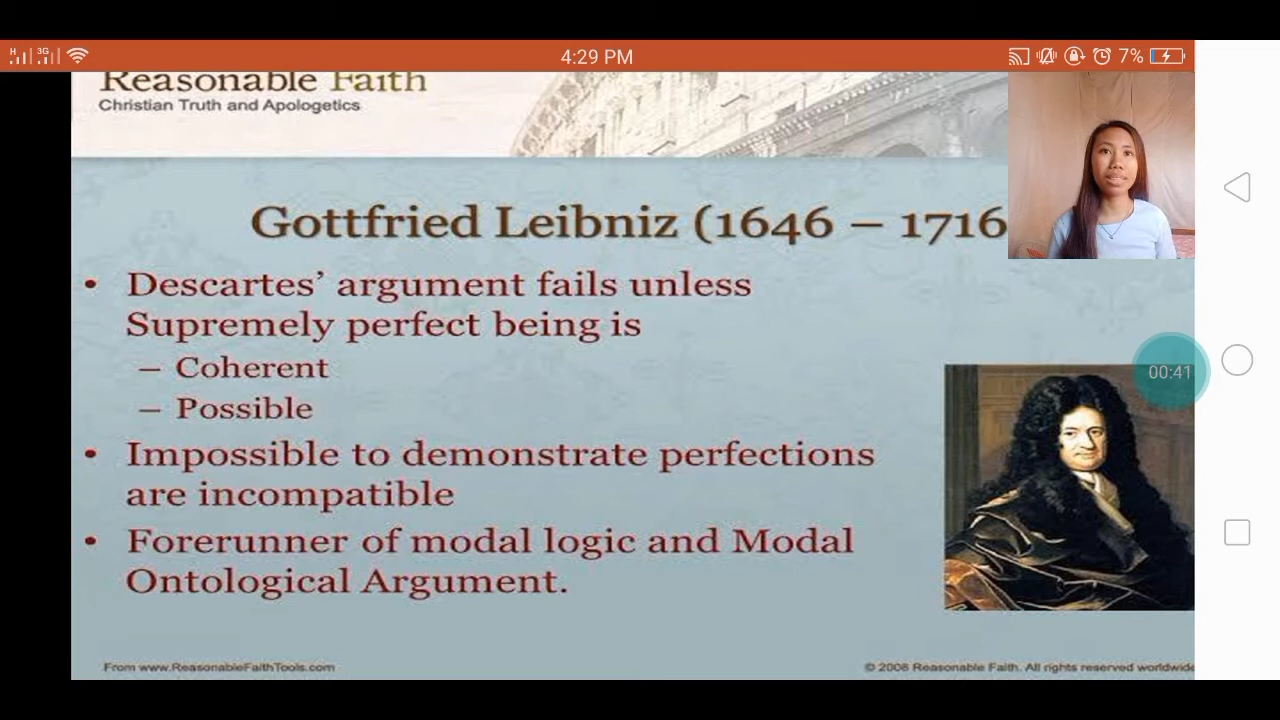 H 3G 4:29 PM 7%
Reasonable Faith
Christian Truth and Apologetics
Gottfried Leibniz (1646 – 1716
• Descartes’ argument fails unless
Supremely perfect being is
– Coherent
– Possible
00:41
• Impossible to demonstrate perfections
are incompatible
• Forerunner of modal logic and Modal
Ontological Argument.
From www.ReasonableFaithTools.com
© 2008 Reasonable Faith. All rights reserved worldwide